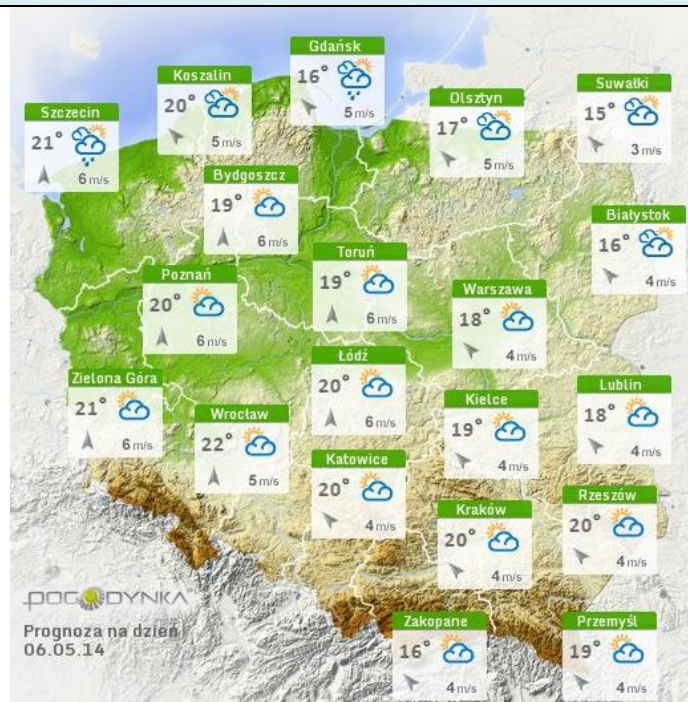 Gdańsk
16°
5 m/s
Koszalin
20°
5 m/s
Suwałki
15°
3 m/s
Olsztyn
17°
5 m/s
Szczecin
21°
6 m/s
Bydgoszcz
19°
6 m/s
Białystok
16°
4 m/s
Toruń
19°
6 m/s
Poznań
20°
6 m/s
Warszawa
18°
4 m/s
Łódź
20°
6 m/s
Zielona Góra
21°
6 m/s
Lublin
18°
4 m/s
Kielce
19°
4 m/s
Wrocław
22°
5 m/s
Katowice
20°
4 m/s
Rzeszów
20°
4 m/s
Kraków
20°
4 m/s
POGODYNKA
Prognoza na dzień
06.05.14
Zakopane
16°
4 m/s
Przemyśl
19°
4 m/s